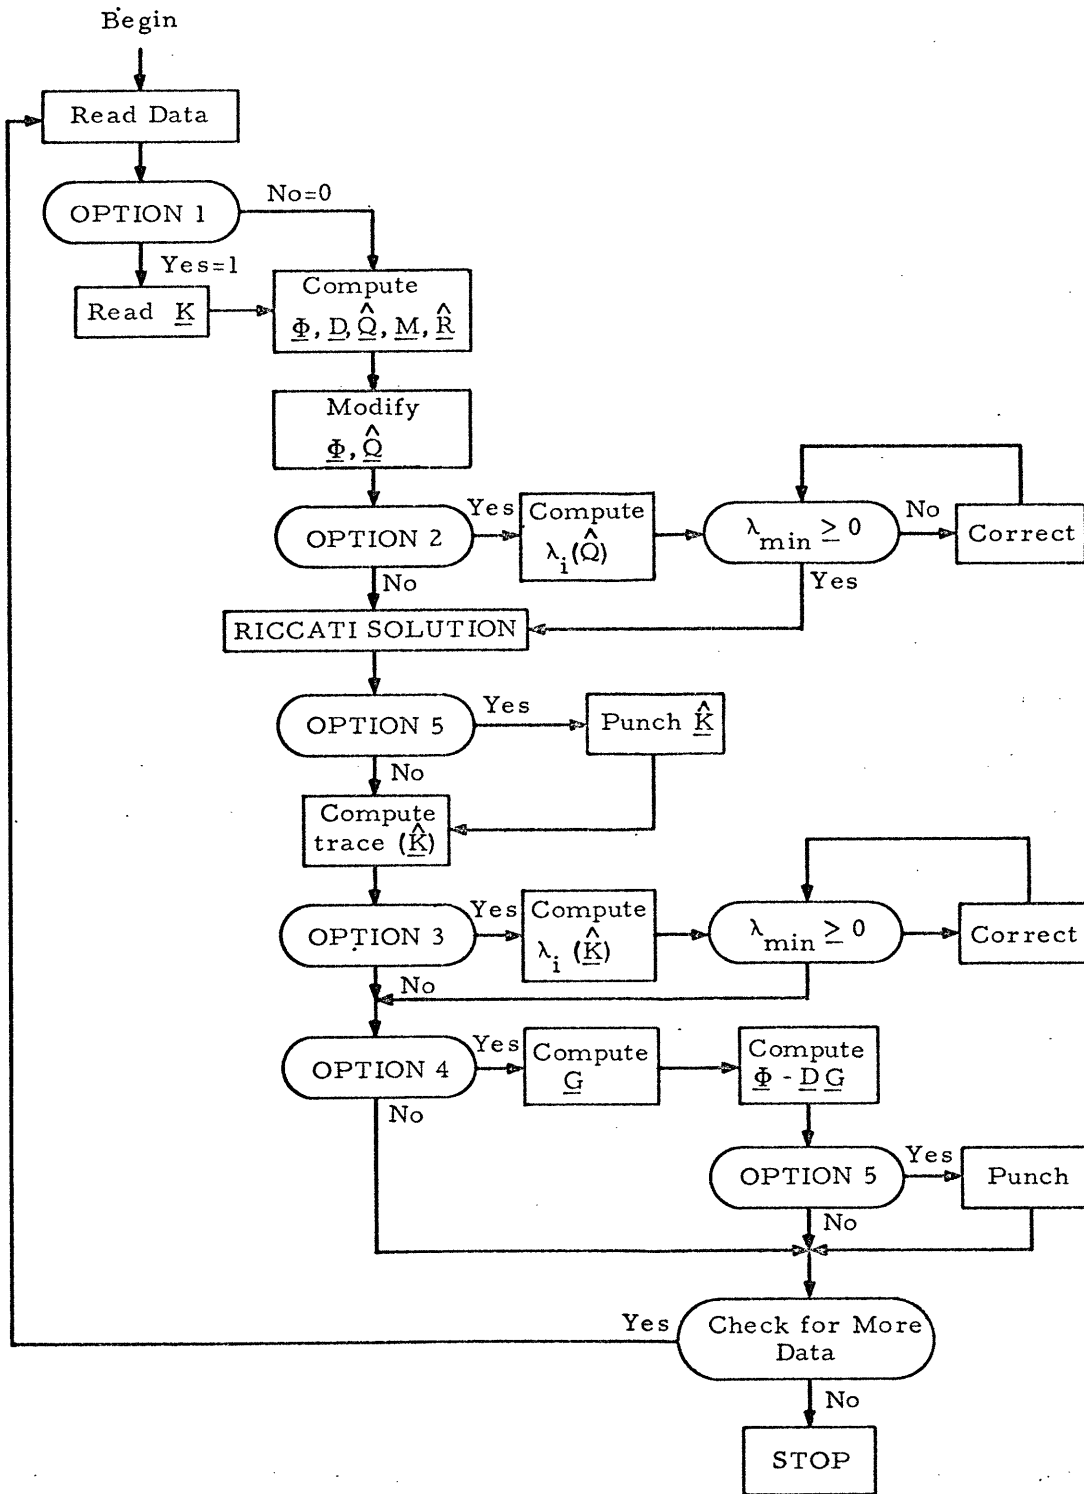 Begin
Read Data
OPTION 1
No=0
Yes=1
Read K̲
Compute
Φ̲, D̲, Q̲̂, M̲, R̲̂
Modify
Φ̲, Q̲̂
OPTION 2
Yes
Compute
λi(Q̲̂)
λmin ≥ 0
No
Correct
No
Yes
RICCATI SOLUTION
OPTION 5
Yes
Punch K̲̂
No
Compute
trace (K̲̂)
OPTION 3
Yes
Compute
λi (K̲̂)
λmin ≥ 0
Correct
No
OPTION 4
Yes
Compute
G̲
Compute
Φ̲ - D̲ G̲
No
OPTION 5
Yes
Punch
No
Yes
Check for More
Data
No
STOP